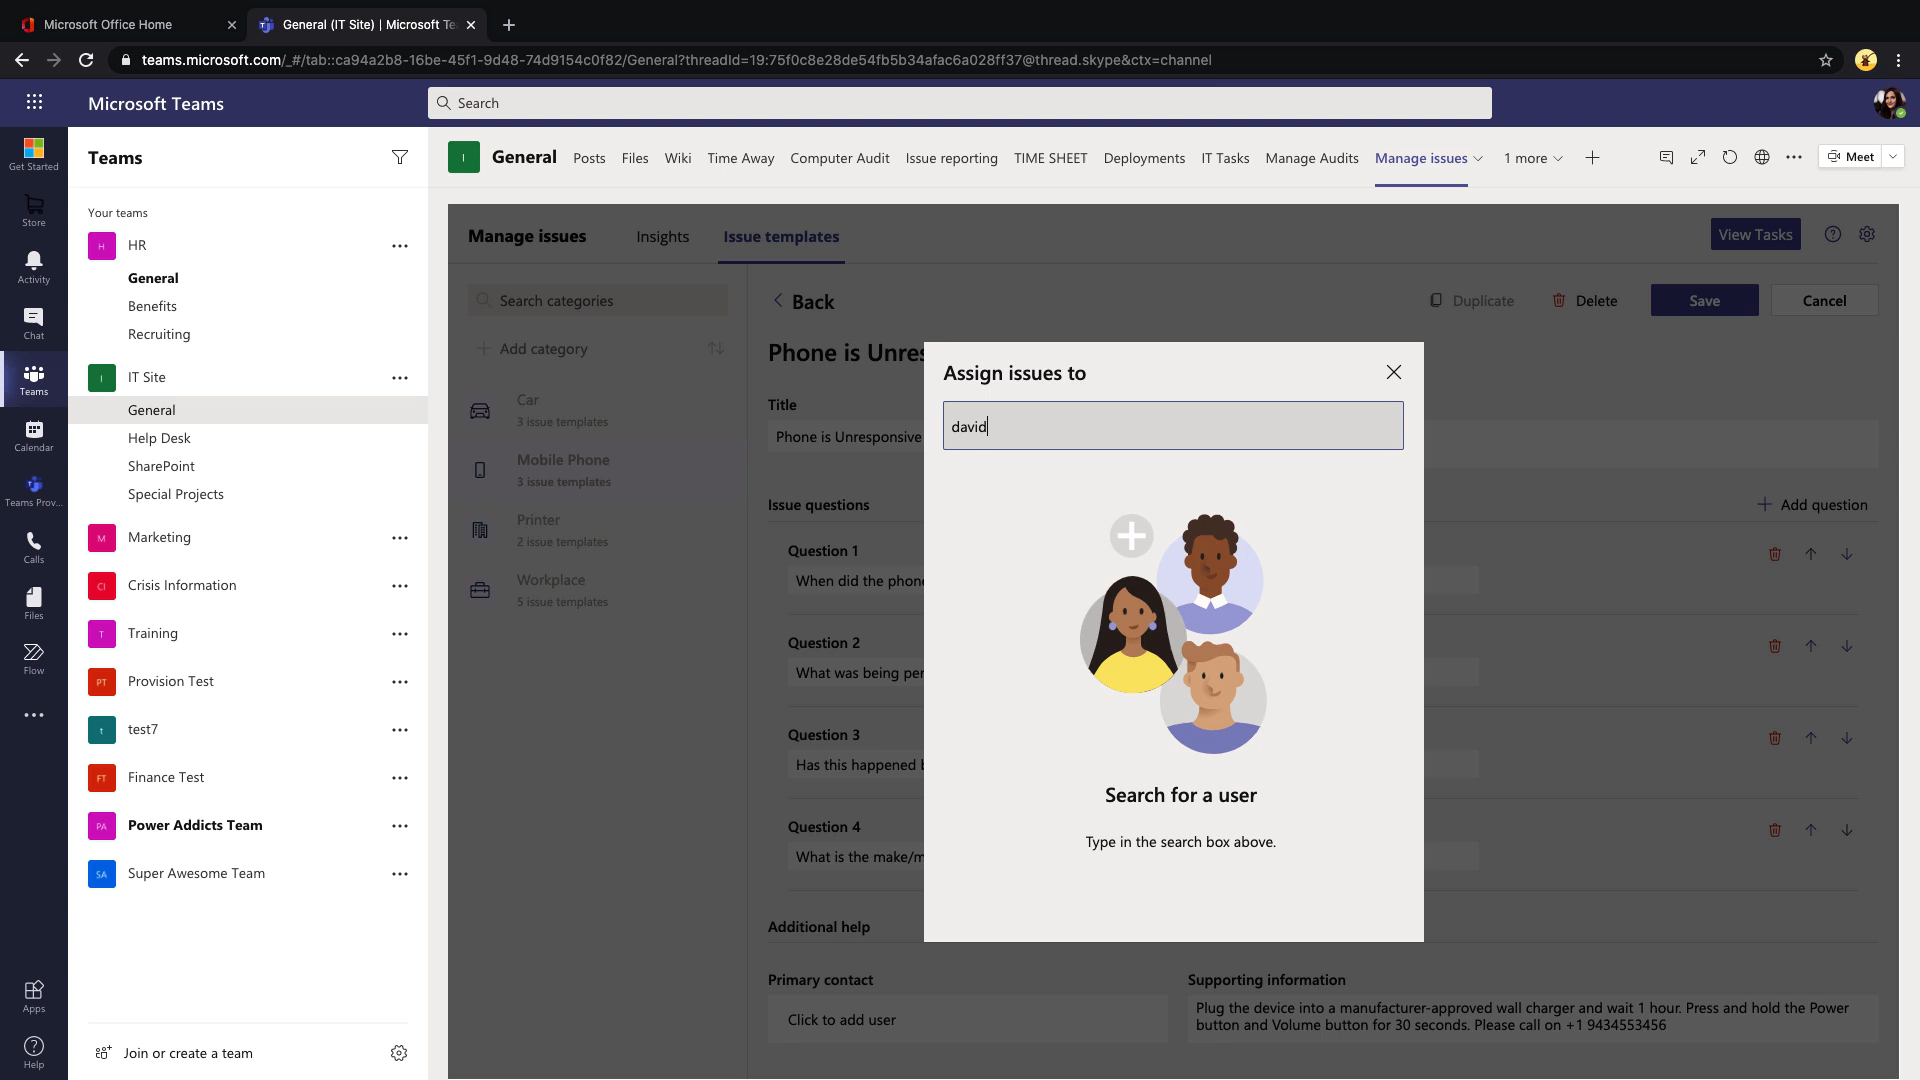 Microsoft Office Home
General (IT Site) | Microsoft Te
teams.microsoft.com/_#/tab::ca94a2b8-16be-45f1-9d48-74d9154c0f82/General?threadId=19:75f0c8e28de54fb5b34afac6a028ff37@thread.skype&ctx=channel
Microsoft Teams
Search
Get Started
Store
Activity
Chat
Teams
Calendar
Teams Prov...
Calls
Files
Flow
Apps
Help
Teams
Your teams
H
HR
General
Benefits
Recruiting
I
IT Site
General
Help Desk
SharePoint
Special Projects
M
Marketing
CI
Crisis Information
T
Training
PT
Provision Test
t
test7
FT
Finance Test
PA
Power Addicts Team
SA
Super Awesome Team
Join or create a team
I
General
Posts
Files
Wiki
Time Away
Computer Audit
Issue reporting
TIME SHEET
Deployments
IT Tasks
Manage Audits
Manage issues
1 more
Meet
Manage issues
Insights
Issue templates
View Tasks
Search categories
Add category
Car
3 issue templates
Mobile Phone
3 issue templates
Printer
2 issue templates
Workplace
5 issue templates
Back
Duplicate
Delete
Save
Cancel
Phone is Unres
Title
Phone is Unresponsive
Issue questions
Add question
Question 1
When did the phone
Question 2
What was being per
Question 3
Has this happened b
Question 4
What is the make/m
Additional help
Primary contact
Click to add user
Supporting information
Plug the device into a manufacturer-approved wall charger and wait 1 hour. Press and hold the Power
button and Volume button for 30 seconds. Please call on +1 9434553456
Assign issues to
david
Search for a user
Type in the search box above.